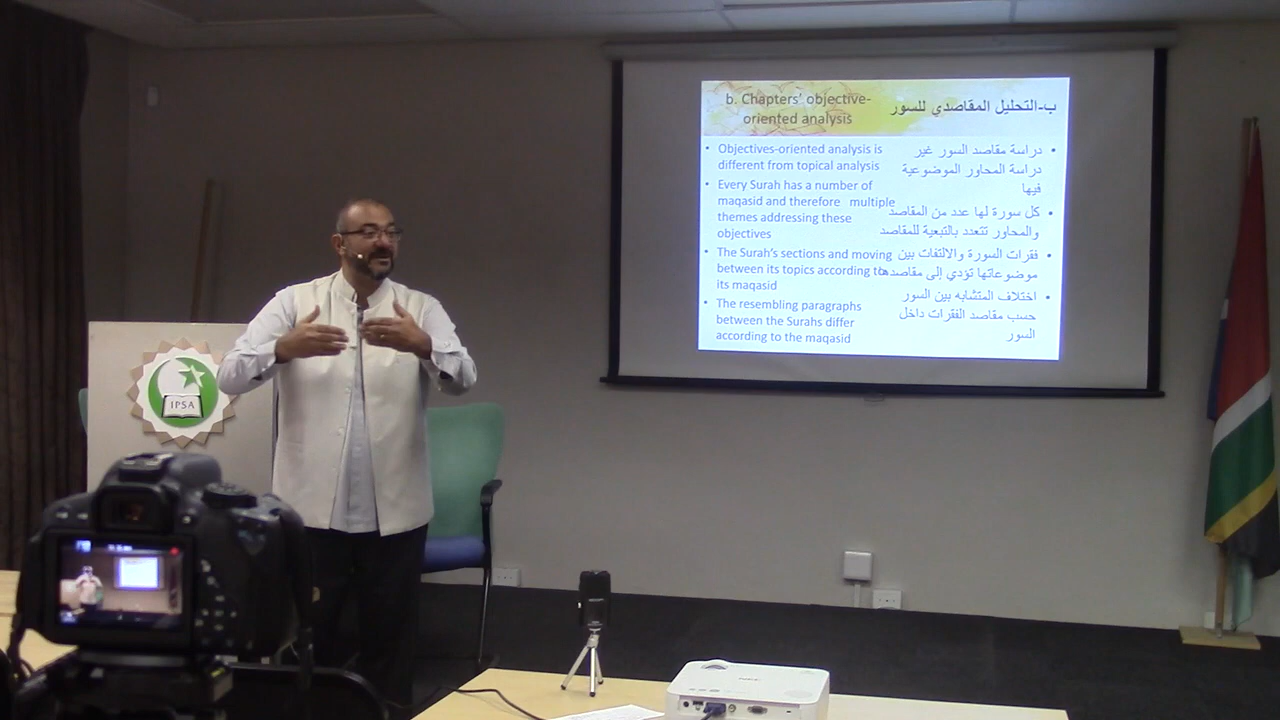 b. Chapters' objective-
oriented analysis
ب-التحليل المقاصدي للسور
• Objectives-oriented analysis is
different from topical analysis
• Every Surah has a number of
maqasid and therefore multiple
themes addressing these
objectives
• The Surah's sections and moving
between its topics according to
its maqasid
• The resembling paragraphs
between the Surahs differ
according to the maqasid
• دراسة مقاصد السور غير
دراسة المحاور الموضوعية
فيها
• كل سورة لها عدد من المقاصد
والمحاور تتعدد بالتبعية للمقاصد
• فقرات السورة والالتفات بين
موضوعاتها تؤدي إلى مقاصدها
• اختلاف المتشابه بين السور
حسب مقاصد الفقرات داخل
السور
IPSA